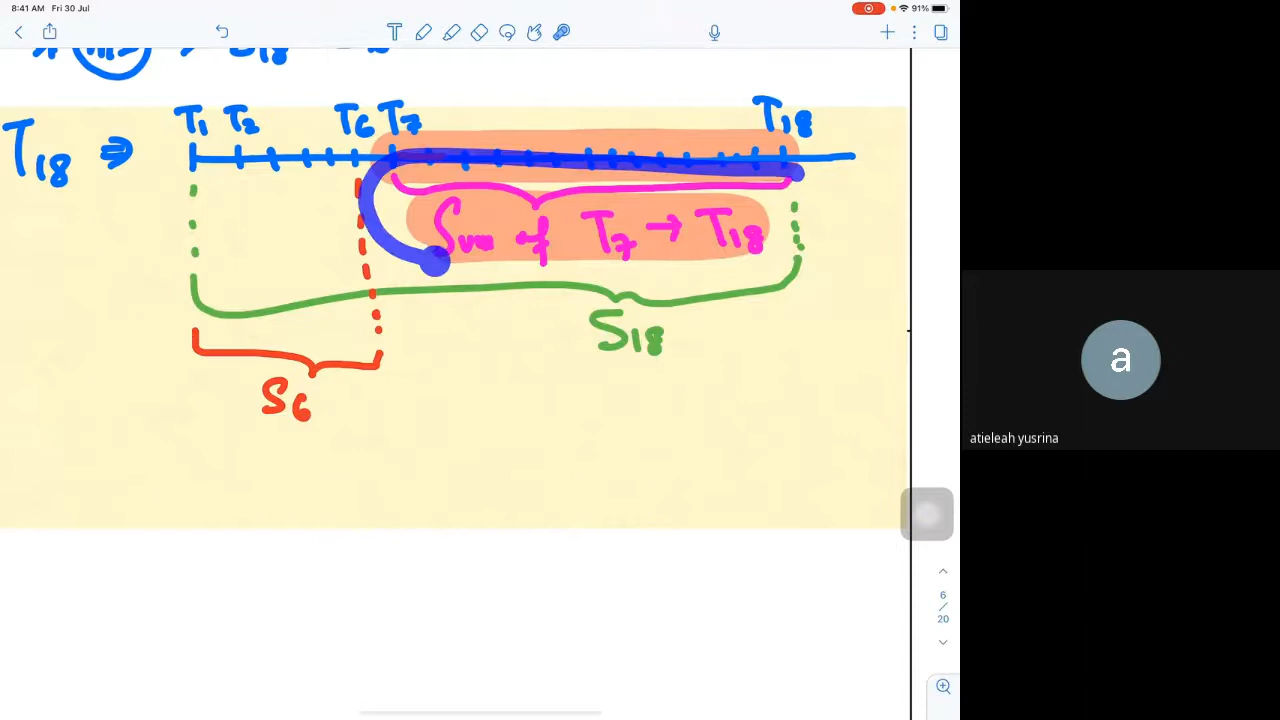 8:41 AM Fri 30 Jul
91%
T1 T2 T6 T7 T18
T18 ⇒
Sum of T7 → T18
S18
S6
atieleah yusrina
a
6
/
20